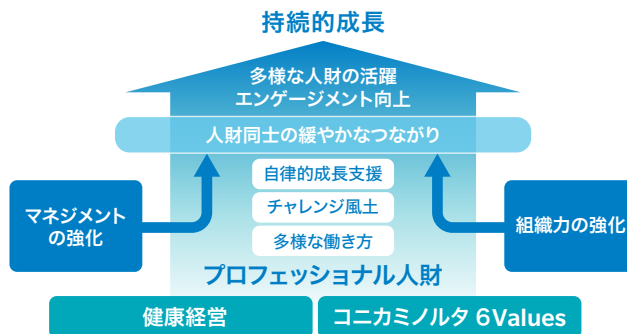 持続的成長
多様な人財の活躍
エンゲージメント向上
人財同士の緩やかなつながり
自律的成長支援
チャレンジ風土
多様な働き方
マネジメント
の強化
組織力の強化
プロフェッショナル人財
健康経営
コニカミノルタ 6Values